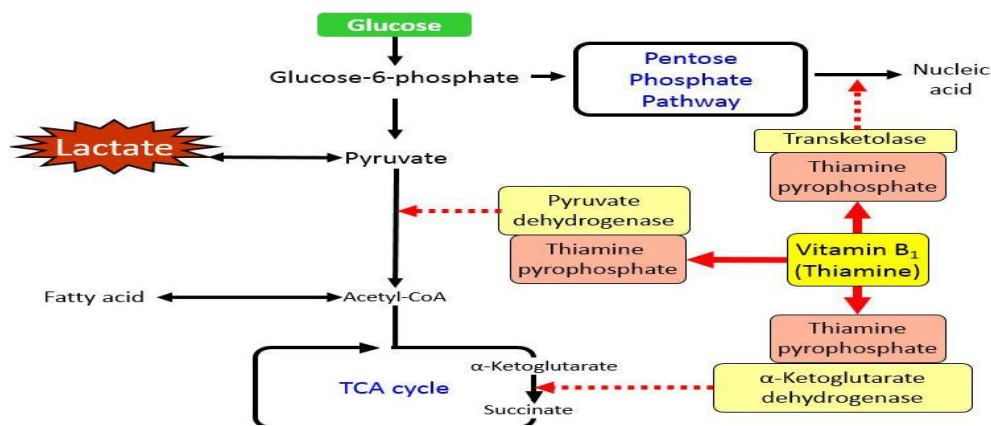 Glucose
Glucose-6-phosphate
Pentose
Phosphate
Pathway
Nucleic
acid
Lactate
Pyruvate
Transketolase
Thiamine
pyrophosphate
Pyruvate
dehydrogenase
Thiamine
pyrophosphate
Vitamin B₁
(Thiamine)
Fatty acid
Acetyl-CoA
Thiamine
pyrophosphate
α-Ketoglutarate
TCA cycle
α-Ketoglutarate
dehydrogenase
Succinate